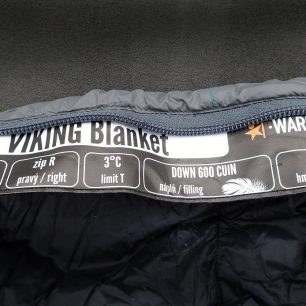 VIKING Blanket
WAR
zip R
pravý / right
3°C
limit T
DOWN 600 CUIN
náplň / filling
hm